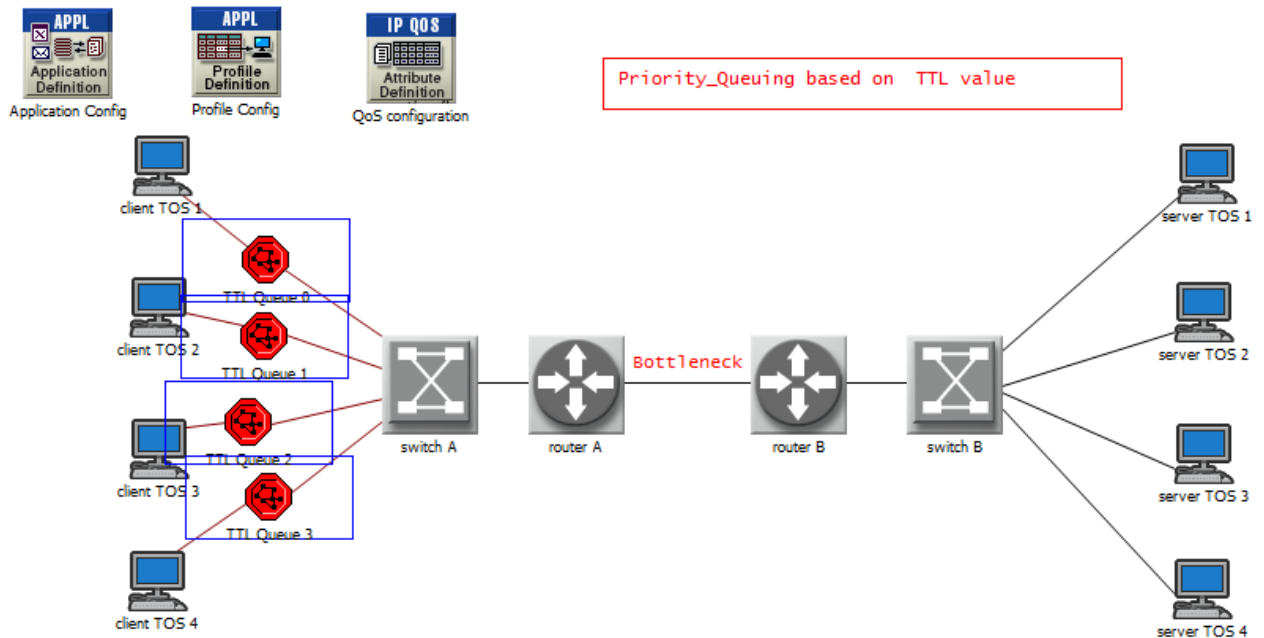 APPL
Application
Definition
Application Config
APPL
Profiile
Definition
Profile Config
IP QOS
Attribute
Definition
QoS configuration
Priority_Queuing based on  TTL value
client TOS 1
TTL Queue 0
client TOS 2
TTL Queue 1
client TOS 3
TTL Queue 2
TTL Queue 3
client TOS 4
switch A
router A
Bottleneck
router B
switch B
server TOS 1
server TOS 2
server TOS 3
server TOS 4